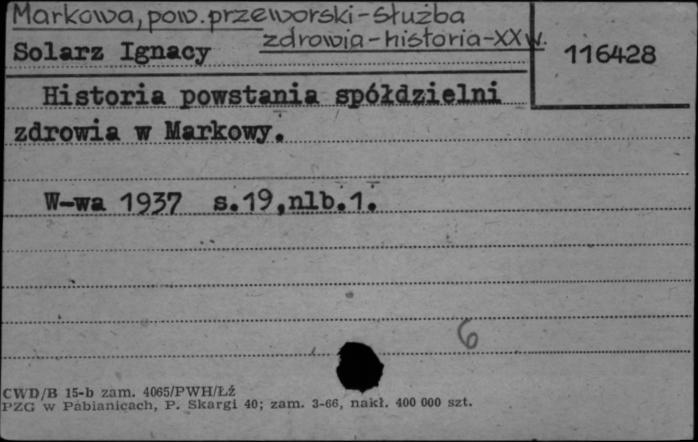 Markowa, pow. przeworski - służba
zdrowia - historia - XX w.
Solarz Ignacy
116428
Historia powstania spółdzielni
zdrowia w Markowy.
W-wa 1937 s.19,nlb.1.
6
CWD/B 15-b zam. 4065/PWH/Łź
PZG w Pabianicach, P. Skargi 40; zam. 3-66, nakł. 400 000 szt.